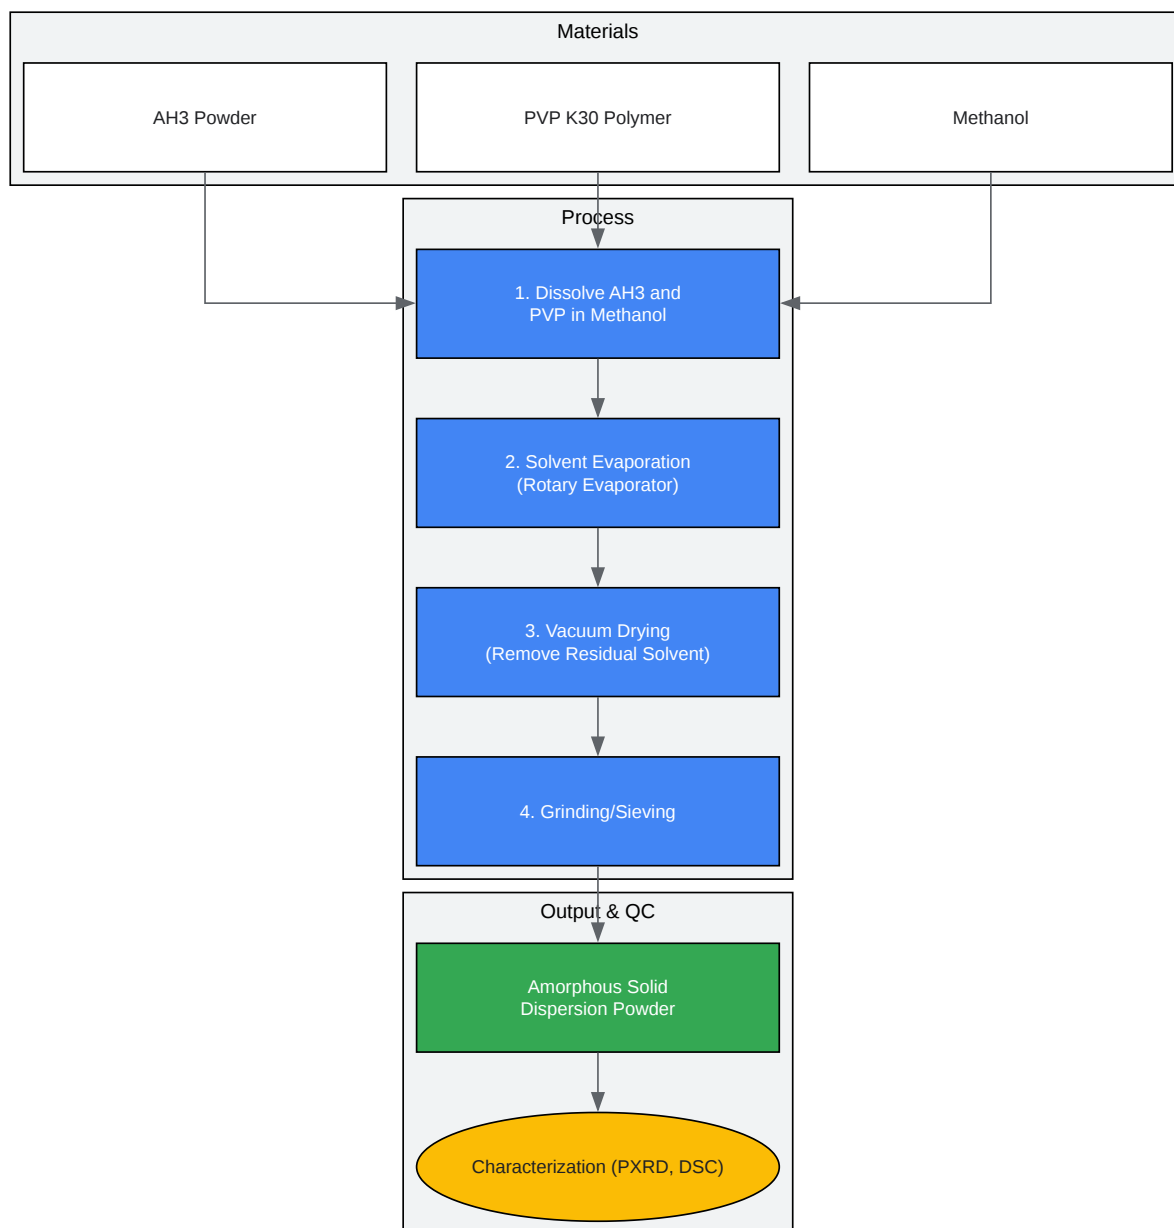 Materials
AH3 Powder
PVP K30 Polymer
Methanol
Process
1. Dissolve AH3 and
PVP in Methanol
2. Solvent Evaporation
(Rotary Evaporator)
3. Vacuum Drying
(Remove Residual Solvent)
4. Grinding/Sieving
Output & QC
Amorphous Solid
Dispersion Powder
Characterization (PXRD, DSC)